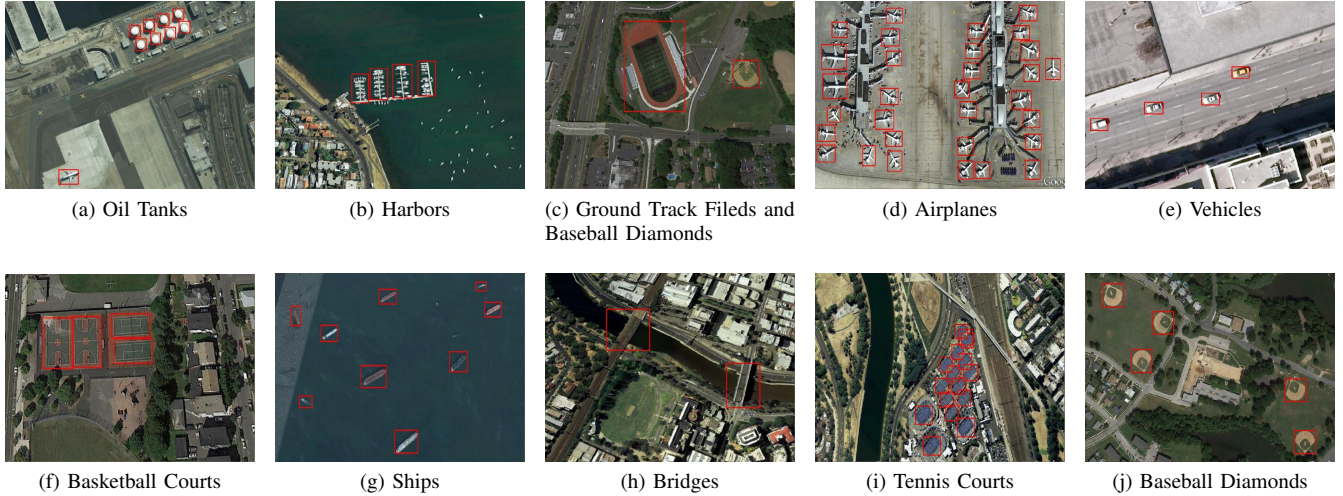 (a) Oil Tanks
(b) Harbors
(c) Ground Track Fileds and
Baseball Diamonds
(d) Airplanes
(e) Vehicles
(f) Basketball Courts
(g) Ships
(h) Bridges
(i) Tennis Courts
(j) Baseball Diamonds